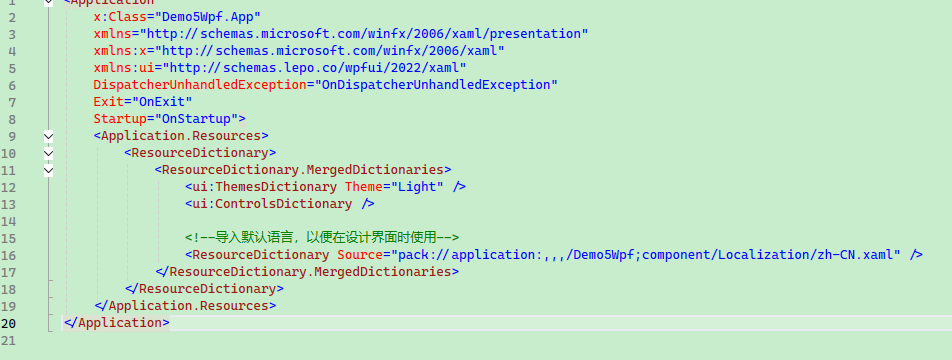 1 <Application
2 x:Class="Demo5Wpf.App"
3 xmlns="http://schemas.microsoft.com/winfx/2006/xaml/presentation"
4 xmlns:x="http://schemas.microsoft.com/winfx/2006/xaml"
5 xmlns:ui="http://schemas.lepo.co/wpfui/2022/xaml"
6 DispatcherUnhandledException="OnDispatcherUnhandledException"
7 Exit="OnExit"
8 Startup="OnStartup">
9 <Application.Resources>
10 <ResourceDictionary>
11 <ResourceDictionary.MergedDictionaries>
12 <ui:ThemesDictionary Theme="Light" />
13 <ui:ControlsDictionary />
14
15 <!--导入默认语言，以便在设计界面时使用-->
16 <ResourceDictionary Source="pack://application:,,,/Demo5Wpf;component/Localization/zh-CN.xaml" />
17 </ResourceDictionary.MergedDictionaries>
18 </ResourceDictionary>
19 </Application.Resources>
20 </Application>
21